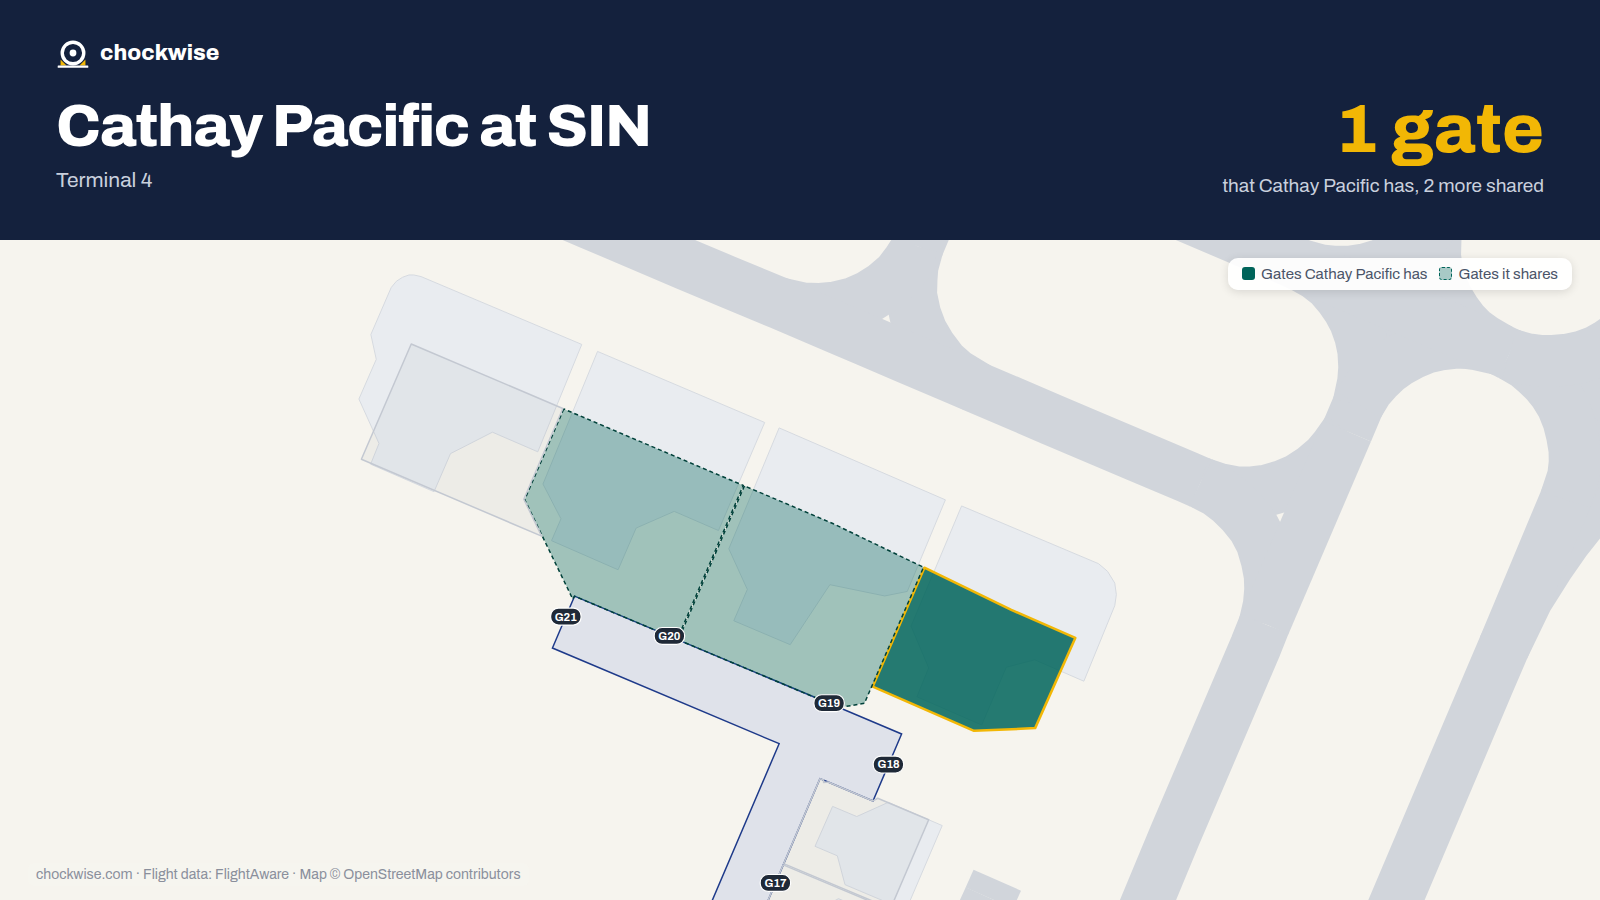 chockwise
Cathay Pacific at SIN
Terminal 4
1 gate
that Cathay Pacific has, 2 more shared
Gates Cathay Pacific has
Gates it shares
G21
G20
G19
G18
G17
chockwise.com · Flight data: FlightAware · Map © OpenStreetMap contributors